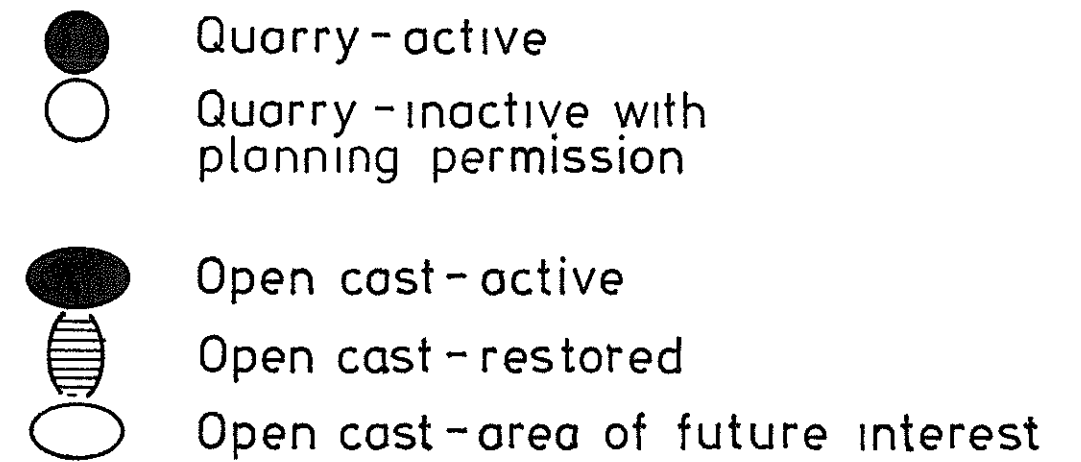 Quarry - active
Quarry - inactive with
planning permission
Open cast - active
Open cast - restored
Open cast - area of future interest